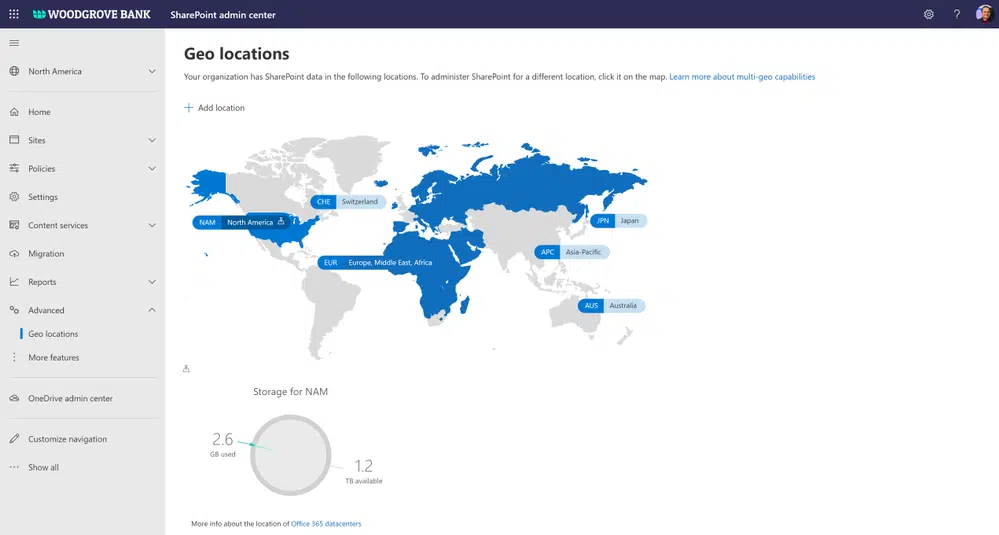 WOODGROVE BANK SharePoint admin center ?
North America
Home
Sites
Policies
Settings
Content services
Migration
Reports
Advanced
Geo locations
More features
OneDrive admin center
Customize navigation
Show all
Geo locations
Your organization has SharePoint data in the following locations. To administer SharePoint for a different location, click it on the map. Learn more about multi-geo capabilities
Add location
CHE Switzerland
NAM North America
JPN Japan
APC Asia-Pacific
EUR Europe, Middle East, Africa
AUS Australia
Storage for NAM
2.6
GB used
1.2
TB available
More info about the location of Office 365 datacenters